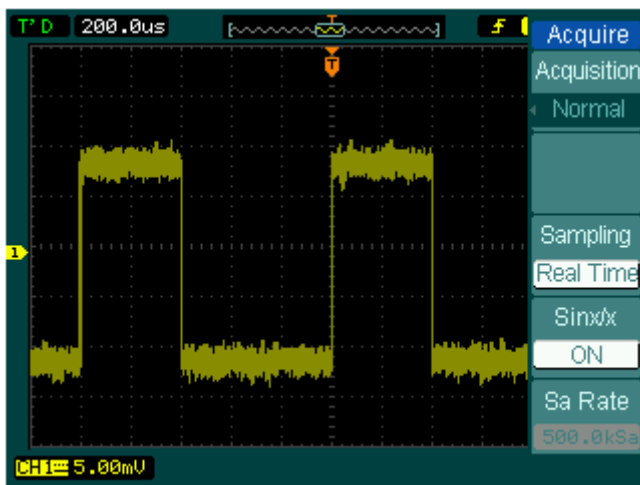 T'D 200.0us
T
Acquire
Acquisition
Normal
1
Sampling
Real Time
Sinx/x
ON
Sa Rate
500.0kSa
CH1 5.00mV